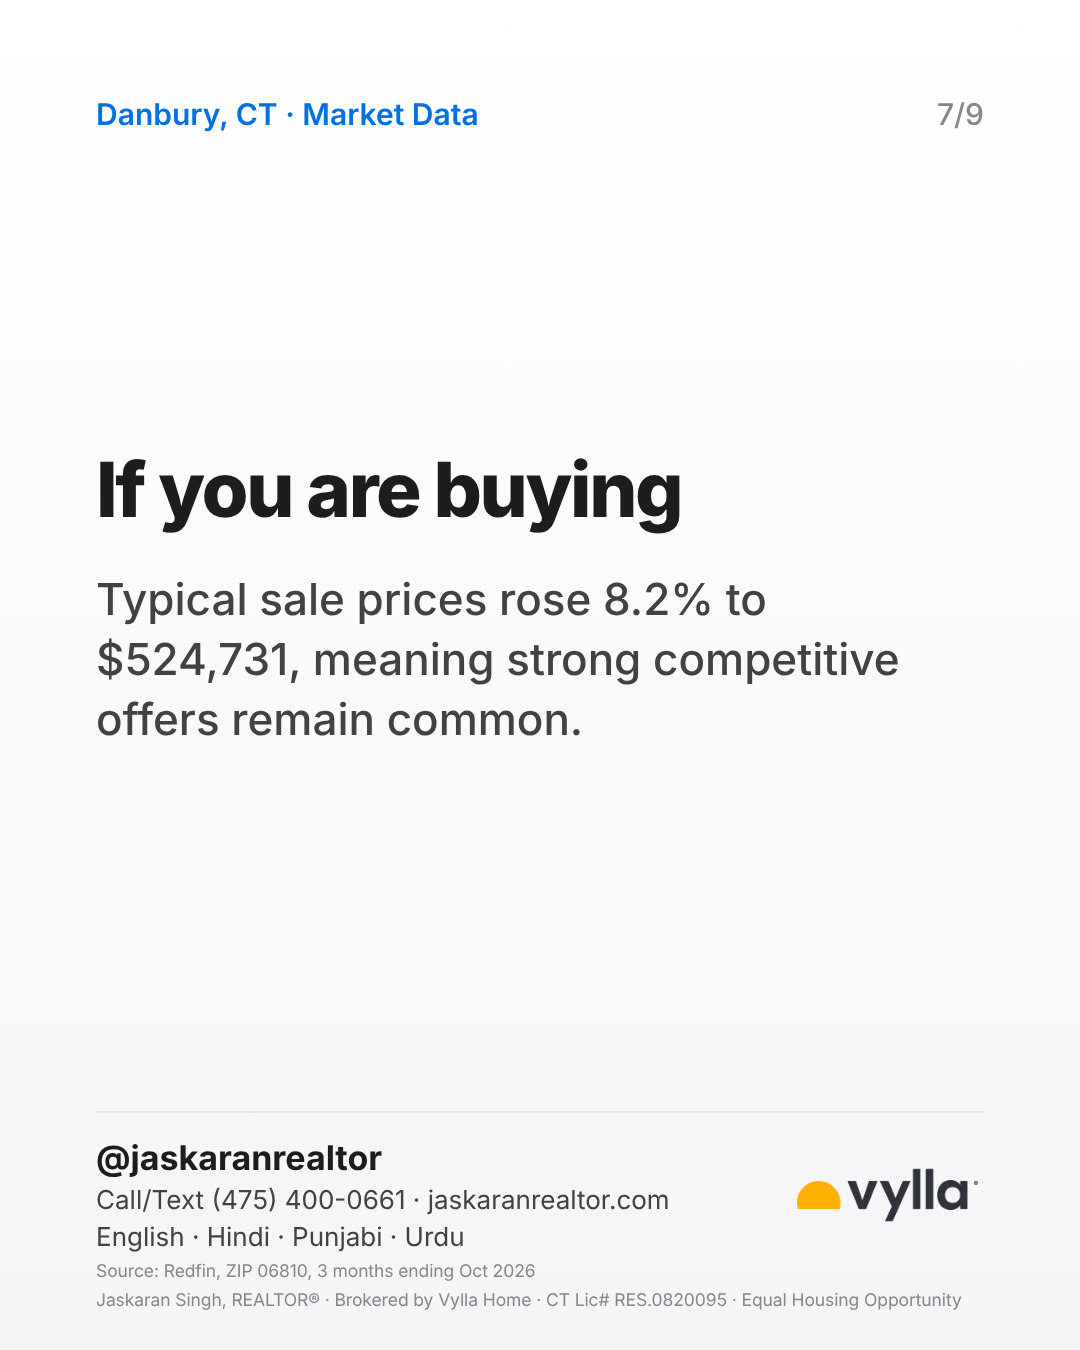 Danbury, CT · Market Data
7/9
If you are buying
Typical sale prices rose 8.2% to
$524,731, meaning strong competitive
offers remain common.
@jaskaranrealtor
Call/Text (475) 400-0661 · jaskaranrealtor.com
English · Hindi · Punjabi · Urdu
vylla
Source: Redfin, ZIP 06810, 3 months ending Oct 2026
Jaskaran Singh, REALTOR® · Brokered by Vylla Home · CT Lic# RES.0820095 · Equal Housing Opportunity